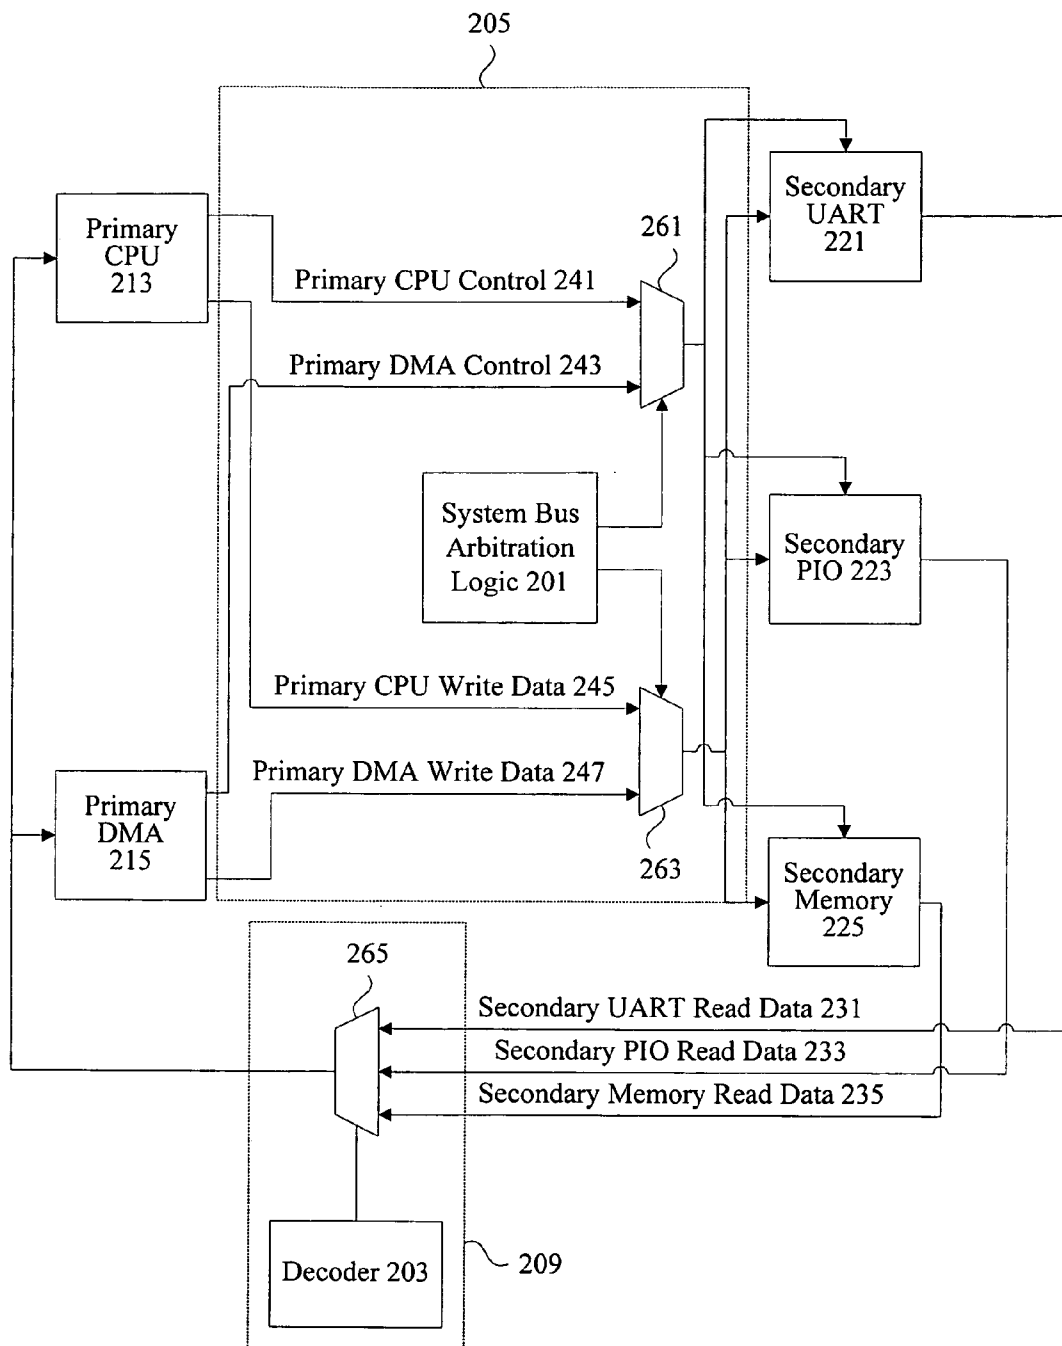 205
Primary
CPU
213
Secondary
UART
221
261
Primary CPU Control 241
Primary DMA Control 243
System Bus
Arbitration
Logic 201
Secondary
PIO 223
Primary CPU Write Data 245
Primary DMA Write Data 247
Primary
DMA
215
263
Secondary
Memory
225
265
Secondary UART Read Data 231
Secondary PIO Read Data 233
Secondary Memory Read Data 235
Decoder 203
209